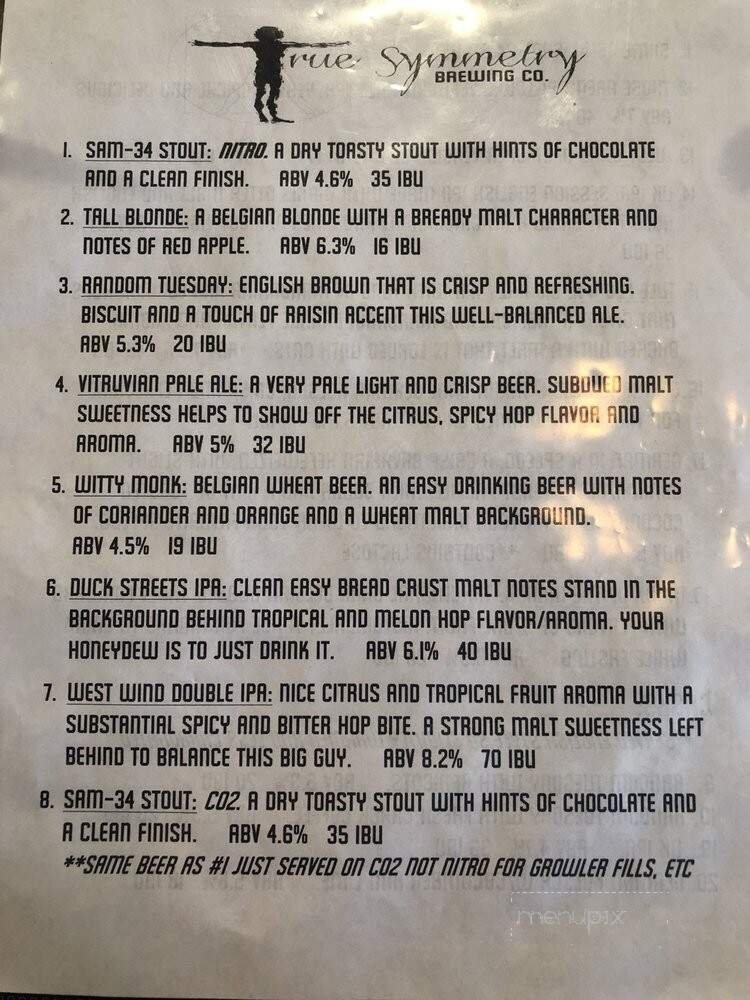 True Symmetry
BREWING CO.
1. SAM-34 STOUT: NITRO. A DRY TOASTY STOUT WITH HINTS OF CHOCOLATE
AND A CLEAN FINISH. ABV 4.6% 35 IBU
2. TALL BLONDE: A BELGIAN BLONDE WITH A BREADY MALT CHARACTER AND
NOTES OF RED APPLE. ABV 6.3% 16 IBU
3. RANDOM TUESDAY: ENGLISH BROWN THAT IS CRISP AND REFRESHING.
BISCUIT AND A TOUCH OF RAISIN ACCENT THIS WELL-BALANCED ALE.
ABV 5.3% 20 IBU
4. VITRUVIAN PALE ALE: A VERY PALE LIGHT AND CRISP BEER. SUBDUED MALT
SWEETNESS HELPS TO SHOW OFF THE CITRUS, SPICY HOP FLAVOR AND
AROMA. ABV 5% 32 IBU
5. WITTY MONK: BELGIAN WHEAT BEER. AN EASY DRINKING BEER WITH NOTES
OF CORIANDER AND ORANGE AND A WHEAT MALT BACKGROUND.
ABV 4.5% 19 IBU
6. DUCK STREETS IPA: CLEAN EASY BREAD CRUST MALT NOTES STAND IN THE
BACKGROUND BEHIND TROPICAL AND MELON HOP FLAVOR/AROMA. YOUR
HONEYDEW IS TO JUST DRINK IT. ABV 6.1% 40 IBU
7. WEST WIND DOUBLE IPA: NICE CITRUS AND TROPICAL FRUIT AROMA WITH A
SUBSTANTIAL SPICY AND BITTER HOP BITE. A STRONG MALT SWEETNESS LEFT
BEHIND TO BALANCE THIS BIG GUY. ABV 8.2% 70 IBU
8. SAM-34 STOUT: CO2. A DRY TOASTY STOUT WITH HINTS OF CHOCOLATE AND
A CLEAN FINISH. ABV 4.6% 35 IBU
**SAME BEER AS #1 JUST SERVED ON CO2 NOT NITRO FOR GROWLER FILLS, ETC
menupix